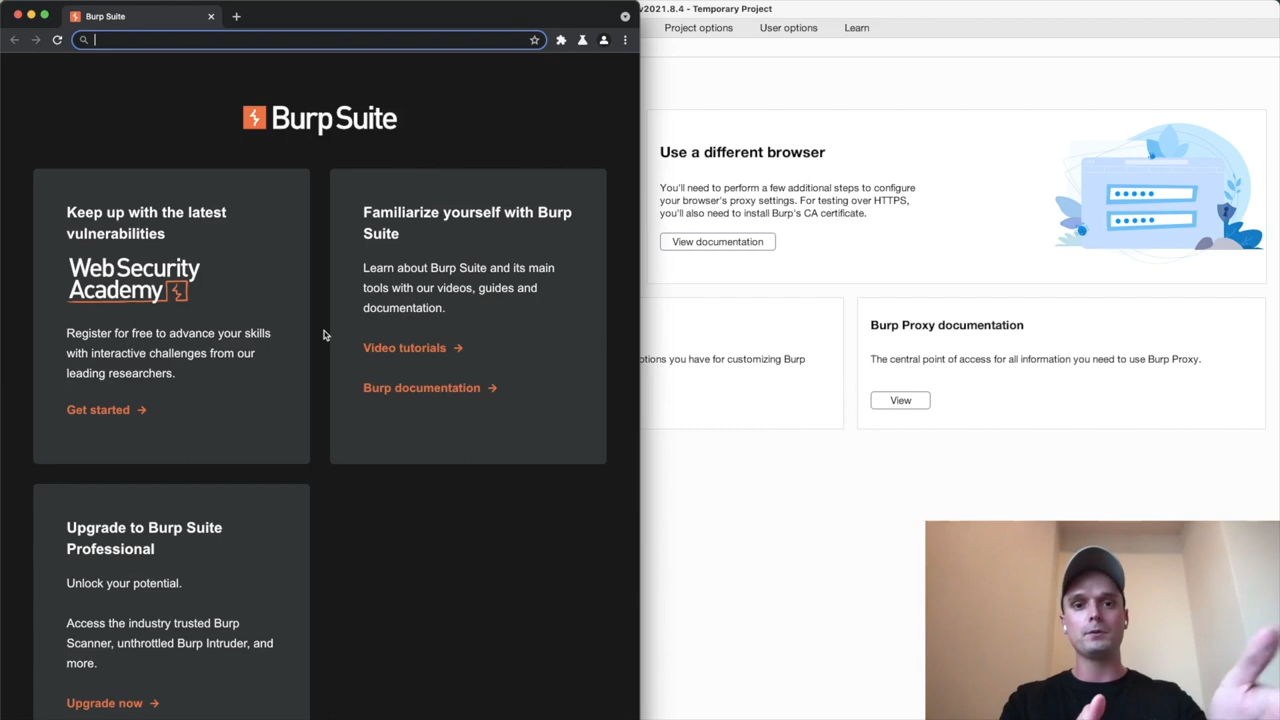 Burp Suite
v2021.8.4 - Temporary Project
Project options
User options
Learn
Burp Suite
Keep up with the latest
vulnerabilities
Web Security
Academy
Register for free to advance your skills
with interactive challenges from our
leading researchers.
Get started
Familiarize yourself with Burp
Suite
Learn about Burp Suite and its main
tools with our videos, guides and
documentation.
Video tutorials
Burp documentation
Upgrade to Burp Suite
Professional
Unlock your potential.
Access the industry trusted Burp
Scanner, unthrottled Burp Intruder, and
more.
Upgrade now
Use a different browser
You'll need to perform a few additional steps to configure
your browser's proxy settings. For testing over HTTPS,
you'll also need to install Burp's CA certificate.
View documentation
you have for customizing Burp
Burp Proxy documentation
The central point of access for all information you need to use Burp Proxy.
View